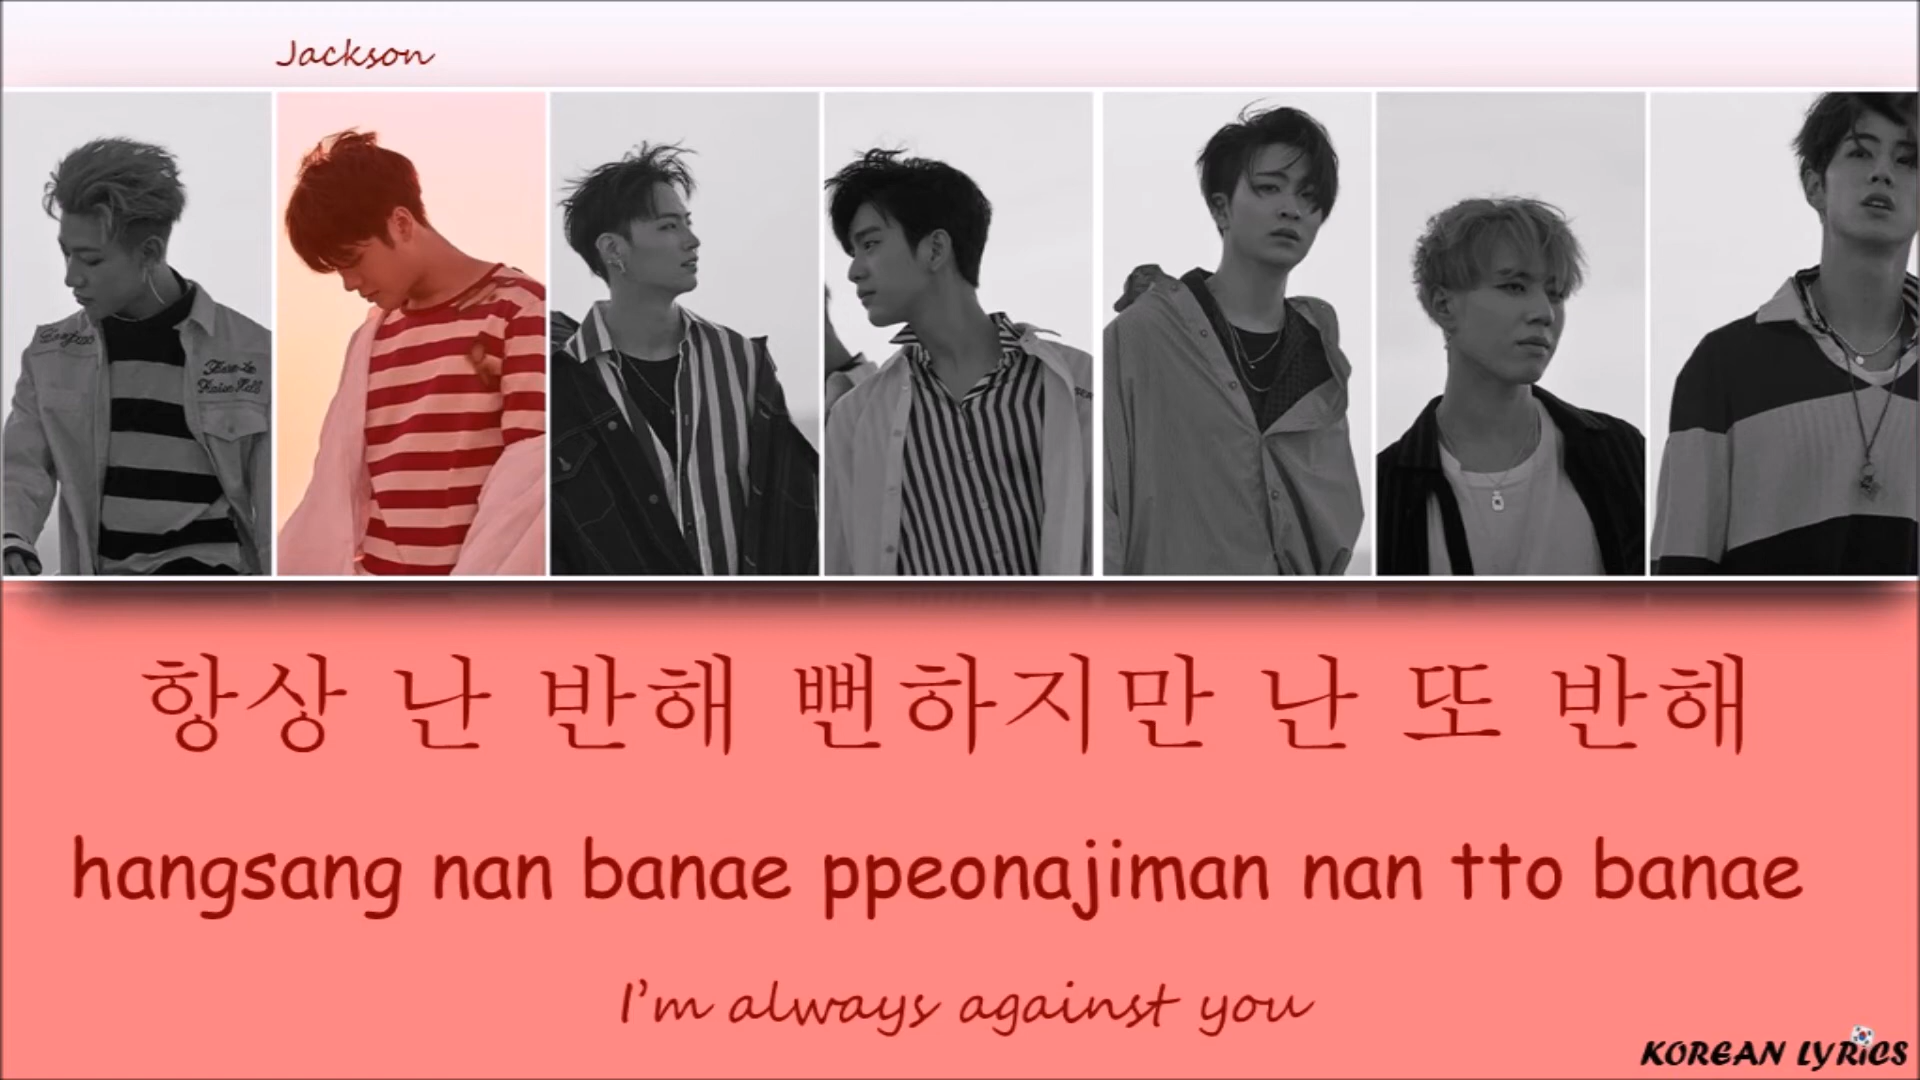 Jackson
항상 난 반해 뻔하지만 난 또 반해
hangsang nan banae ppeonajiman nan tto banae
I'm always against you
KOREAN LYRICS